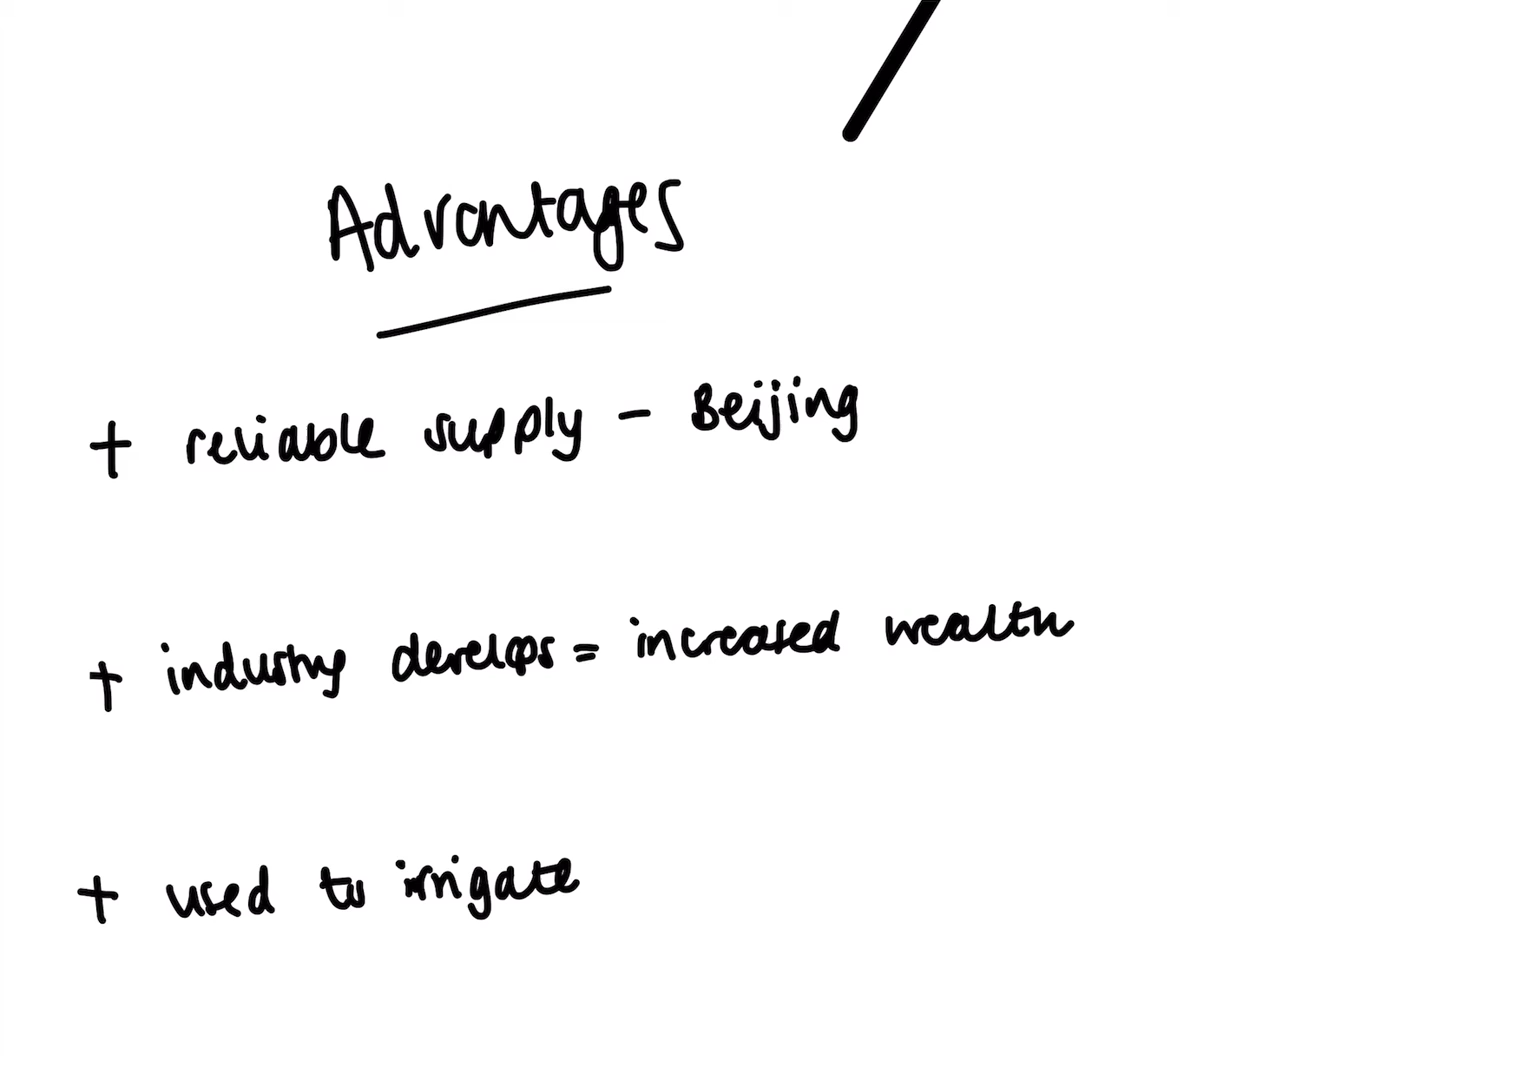 Advantages
+ reliable supply - Beijing
+ industry develops = increased wealth
+ used to irrigate